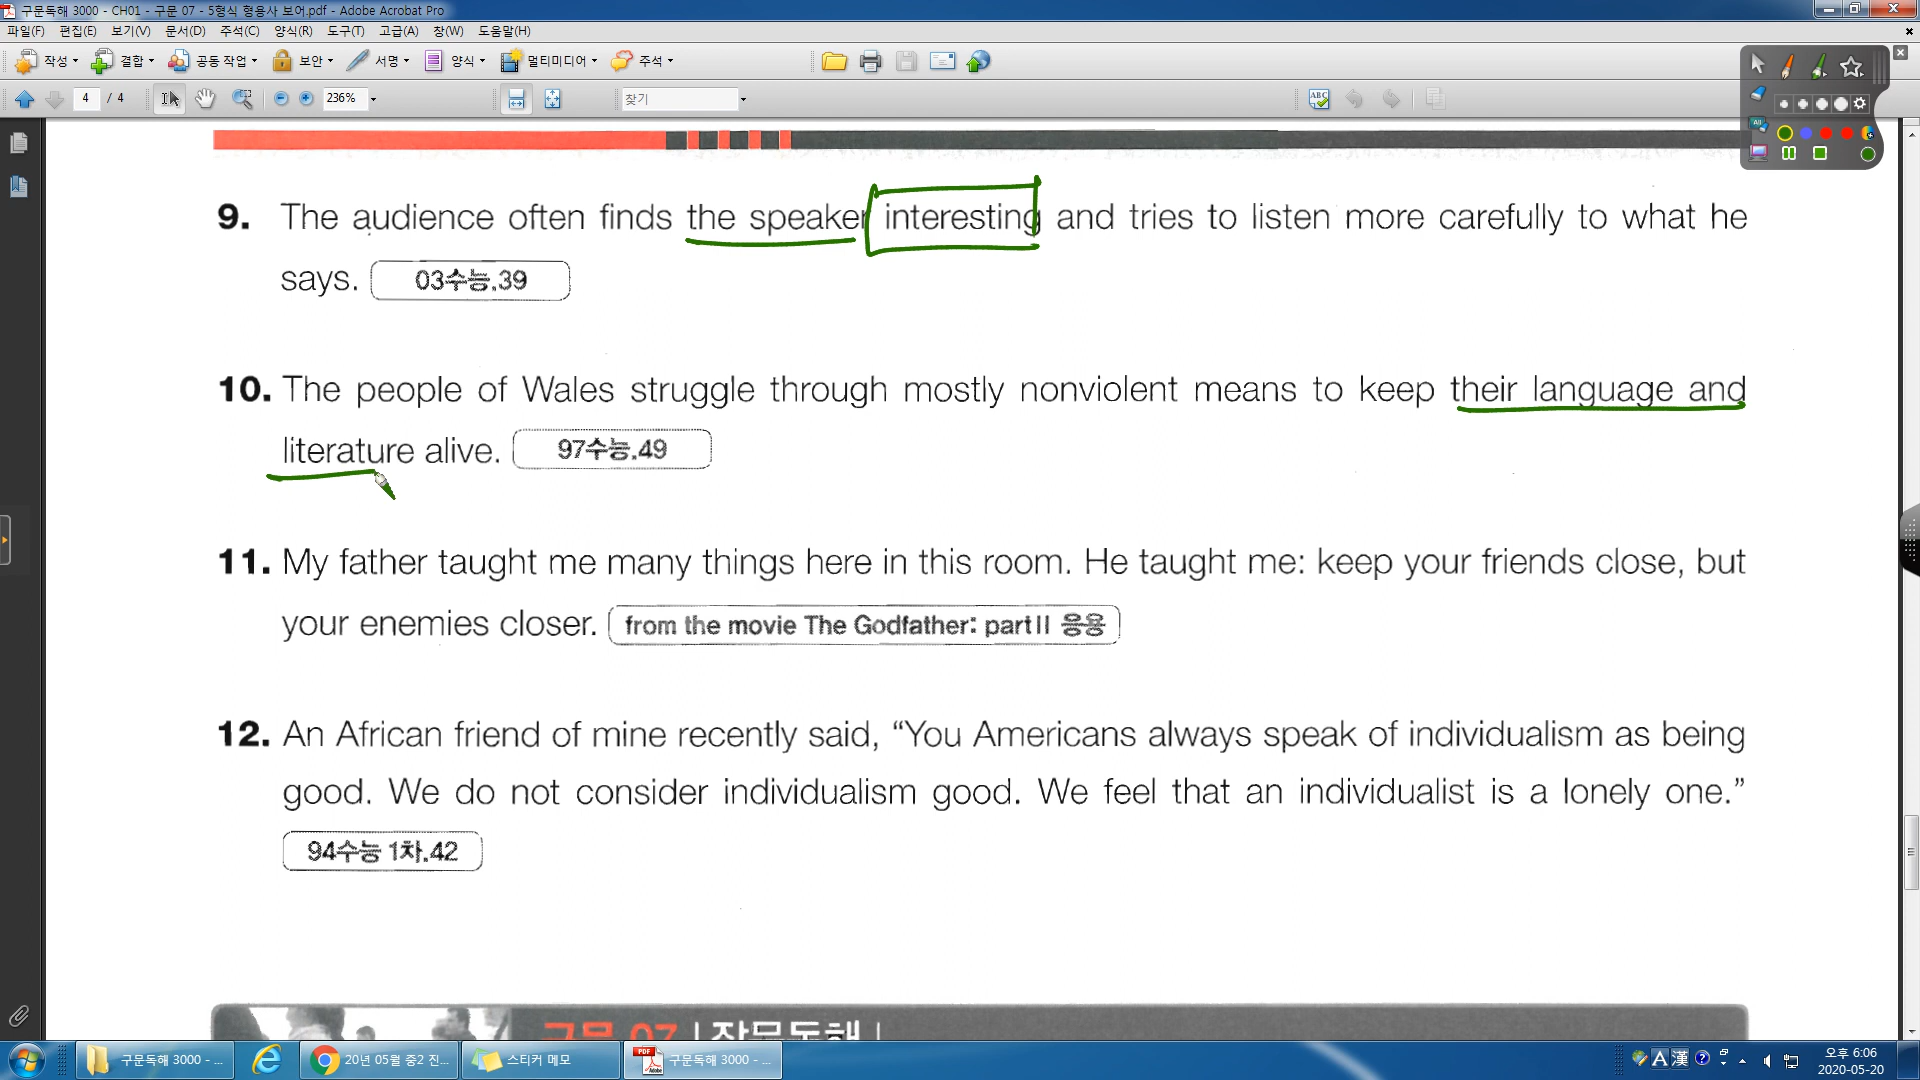 구문독해 3000 - CH01 - 구문 07 - 5형식 형용사 보어.pdf - Adobe Acrobat Pro
파일(F) 편집(E) 보기(V) 문서(D) 주석(C) 양식(R) 도구(T) 고급(A) 창(W) 도움말(H)
작성 결합 공동 작업 보안 서명 양식 멀티미디어 주석
4 / 4 236% 찾기
9. The audience often finds the speaker interesting and tries to listen more carefully to what he
says. 03수능.39
10. The people of Wales struggle through mostly nonviolent means to keep their language and
literature alive. 97수능.49
11. My father taught me many things here in this room. He taught me: keep your friends close, but
your enemies closer. from the movie The Godfather: part II 응용
12. An African friend of mine recently said, “You Americans always speak of individualism as being
good. We do not consider individualism good. We feel that an individualist is a lonely one.”
94수능 1차.42
구문 07 | 장문독해 |
구문독해 3000 - ... 20년 05월 중2 진... 스티커 메모 구문독해 3000 - ... A 漢 오후 6:06
2020-05-20